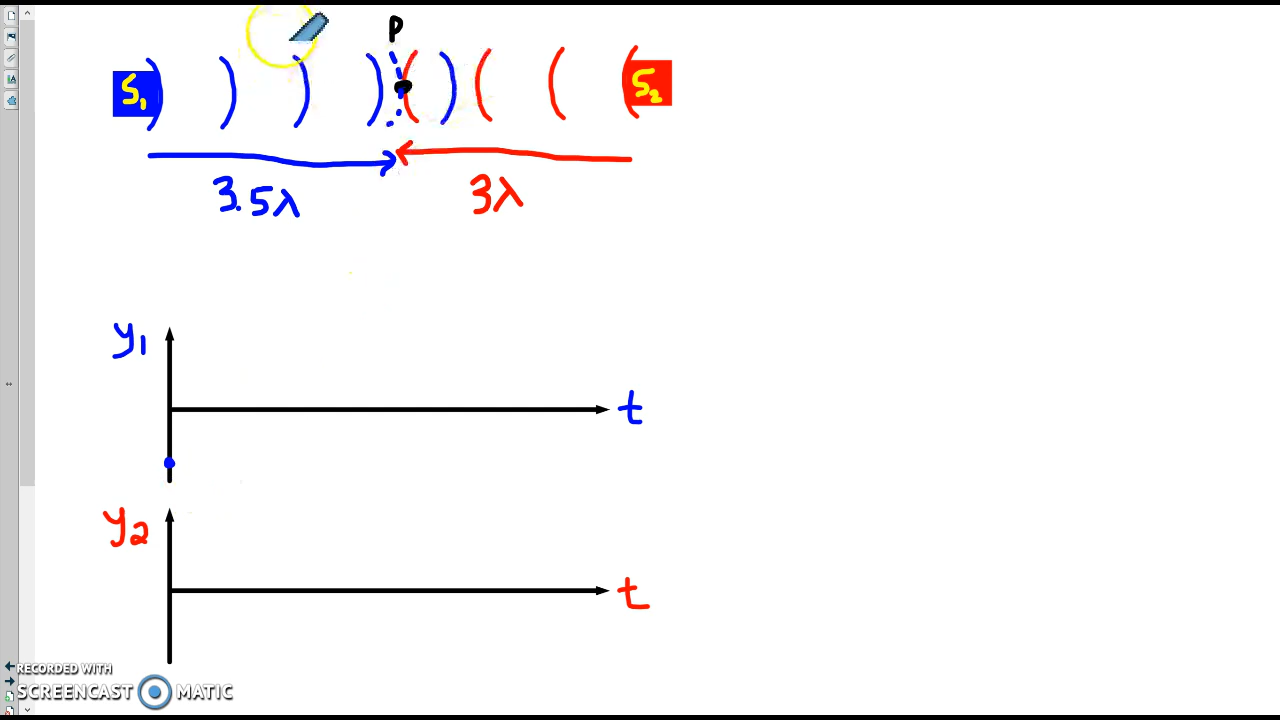 P
S1 S2
3.5λ 3λ
y1
t
y2
t
RECORDED WITH
SCREENCAST MATIC